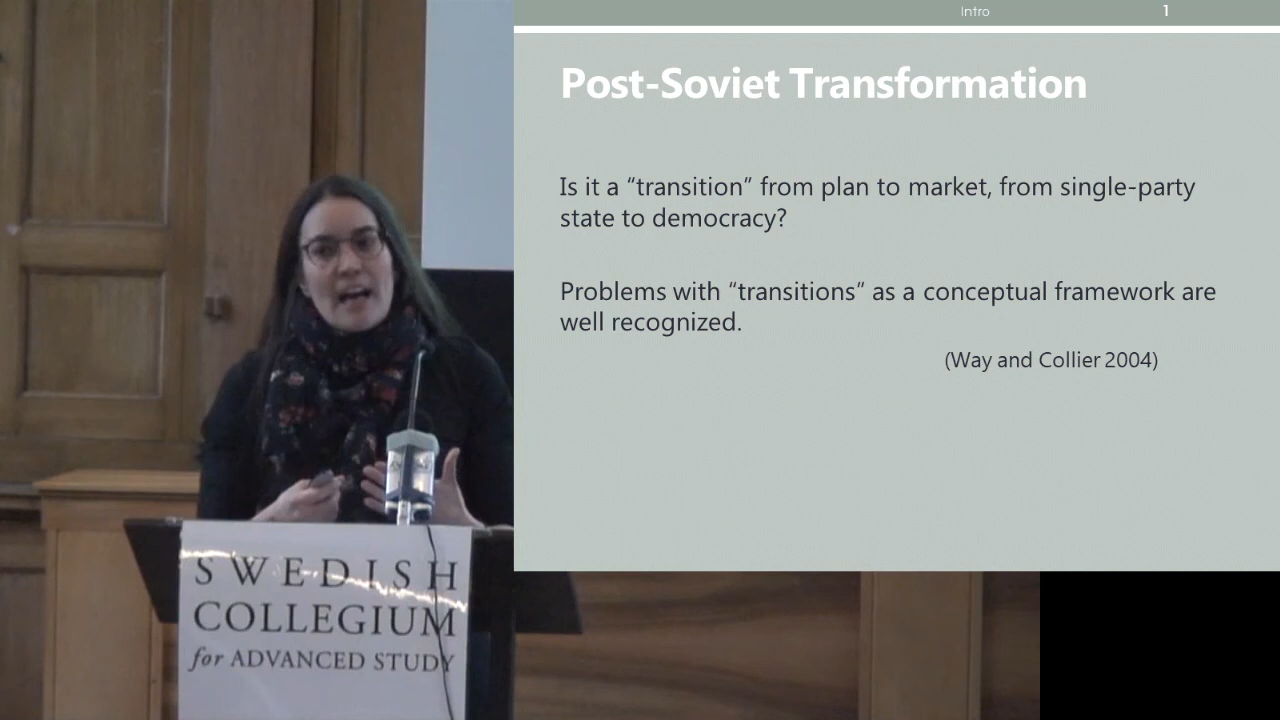 Intro 1
Post-Soviet Transformation
Is it a “transition” from plan to market, from single-party
state to democracy?
Problems with “transitions” as a conceptual framework are
well recognized.
(Way and Collier 2004)
SWEDISH
COLLEGIUM
for ADVANCED STUDY